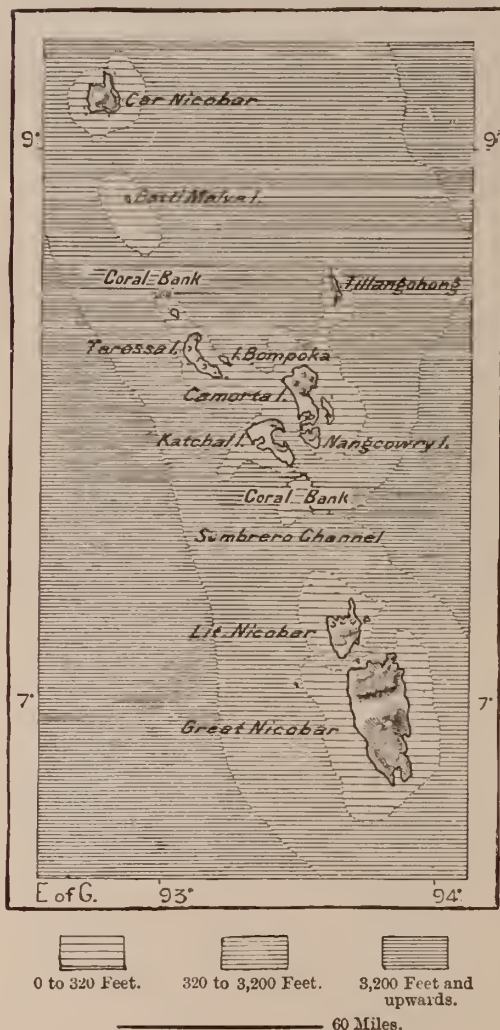 Car Nicobar
9° 9°
Batti Malve I.
Coral Bank
Tillangchong
Teressa I.
I. Bompoka
Camorta I.
Katchal I.
Nangcowry I.
Coral Bank
Sombrero Channel
Lit. Nicobar
7° 7°
Great Nicobar
E of G. 93° 94°
0 to 320 Feet. 320 to 3,200 Feet. 3,200 Feet and
upwards.
60 Miles.